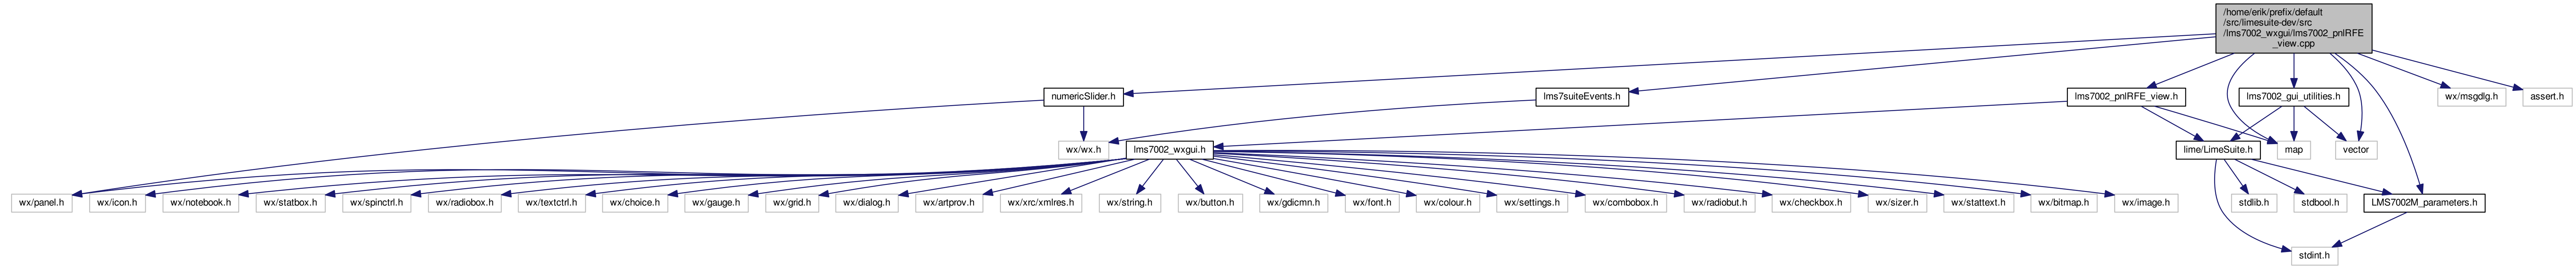 /home/erik/prefix/default
/src/limesuite-dev/src
/lms7002_wxgui/lms7002_pnlRFE
_view.cpp
numericSlider.h
lms7suiteEvents.h
lms7002_pnlRFE_view.h
lms7002_gui_utilities.h
wx/msgdlg.h
assert.h
wx/wx.h
lms7002_wxgui.h
lime/LimeSuite.h
map
vector
wx/panel.h
wx/icon.h
wx/notebook.h
wx/statbox.h
wx/spinctrl.h
wx/radiobox.h
wx/textctrl.h
wx/choice.h
wx/gauge.h
wx/grid.h
wx/dialog.h
wx/artprov.h
wx/xrc/xmlres.h
wx/string.h
wx/button.h
wx/gdicmn.h
wx/font.h
wx/colour.h
wx/settings.h
wx/combobox.h
wx/radiobut.h
wx/checkbox.h
wx/sizer.h
wx/stattext.h
wx/bitmap.h
wx/image.h
stdlib.h
stdbool.h
LMS7002M_parameters.h
stdint.h